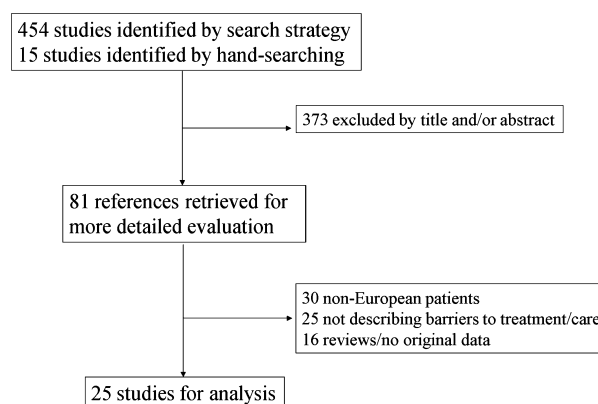 454 studies identified by search strategy
15 studies identified by hand-searching
373 excluded by title and/or abstract
81 references retrieved for
more detailed evaluation
30 non-European patients
25 not describing barriers to treatment/care
16 reviews/no original data
25 studies for analysis